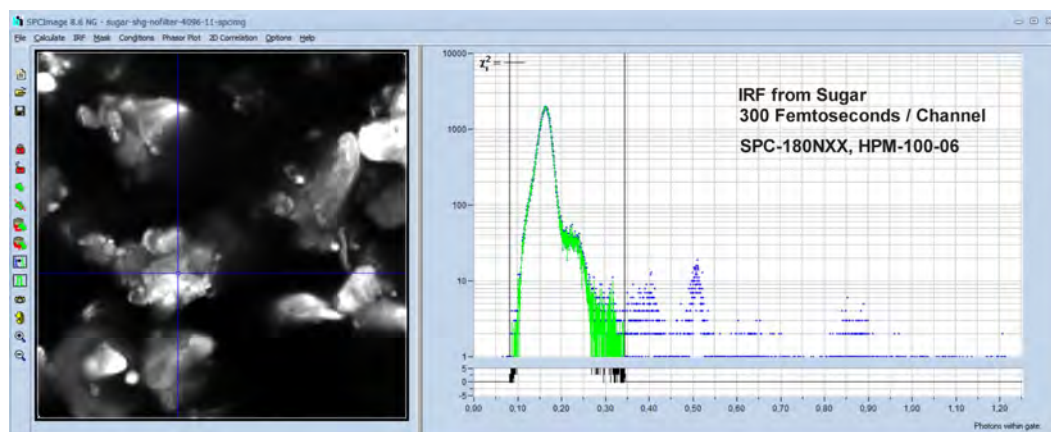 SPCImage 8.6 NG - sugar-shg-nofilter-4096-11-spcimg
File Calculate IRF Mask Conditions Phasor Plot 2D Correlation Options Help
χr² =
IRF from Sugar
300 Femtoseconds / Channel
SPC-180NXX, HPM-100-06
10000
1000
100
10
1
5
0
-5
0,00 0,10 0,20 0,30 0,40 0,50 0,60 0,70 0,80 0,90 1,00 1,10 1,20
Photons within gate: